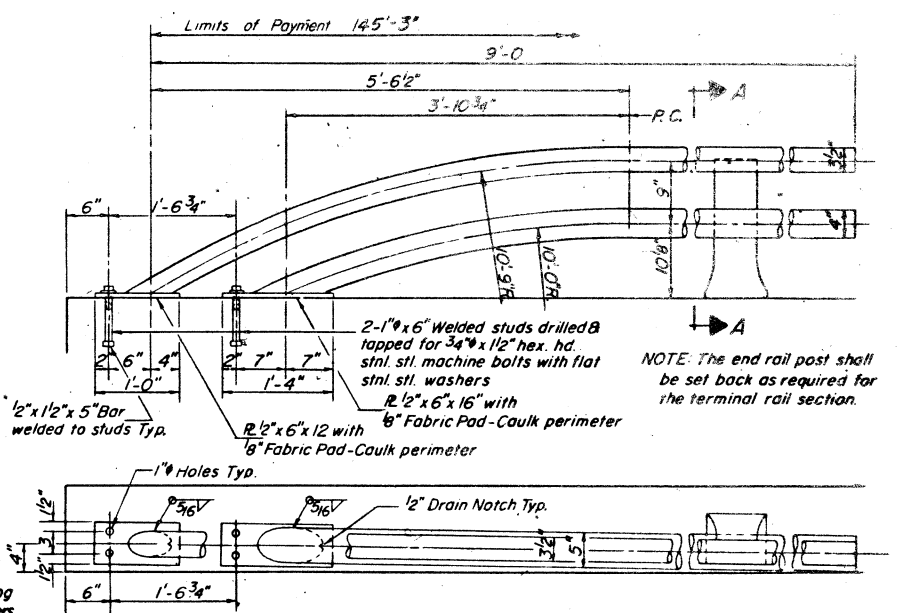 Limits of Payment 145'-3"
9'-0
5'-6½"
3'-10¾"
P.C.
A
6"
1'-6¾"
3½"
9"
4"
10⅛"
10'-9"R.
10'-0"R.
2-1"φ x 6" Welded studs drilled &
tapped for ¾"φ x 1½" hex. hd.
stnl. stl. machine bolts with flat
stnl. stl. washers
A
2" 6" 4"
1'-0"
2" 7" 7"
1'-4"
NOTE: The end rail post shall
be set back as required for
the terminal rail section.
½" x 1½" x 5" Bar
welded to studs Typ.
PL ½" x 6" x 16" with
⅛" Fabric Pad-Caulk perimeter
PL ½" x 6" x 12 with
⅛" Fabric Pad-Caulk perimeter
1"φ Holes Typ.
5/16
5/16
½" Drain Notch Typ.
1½"
3
4"
1½"
3½"
5"
6"
1'-6¾"